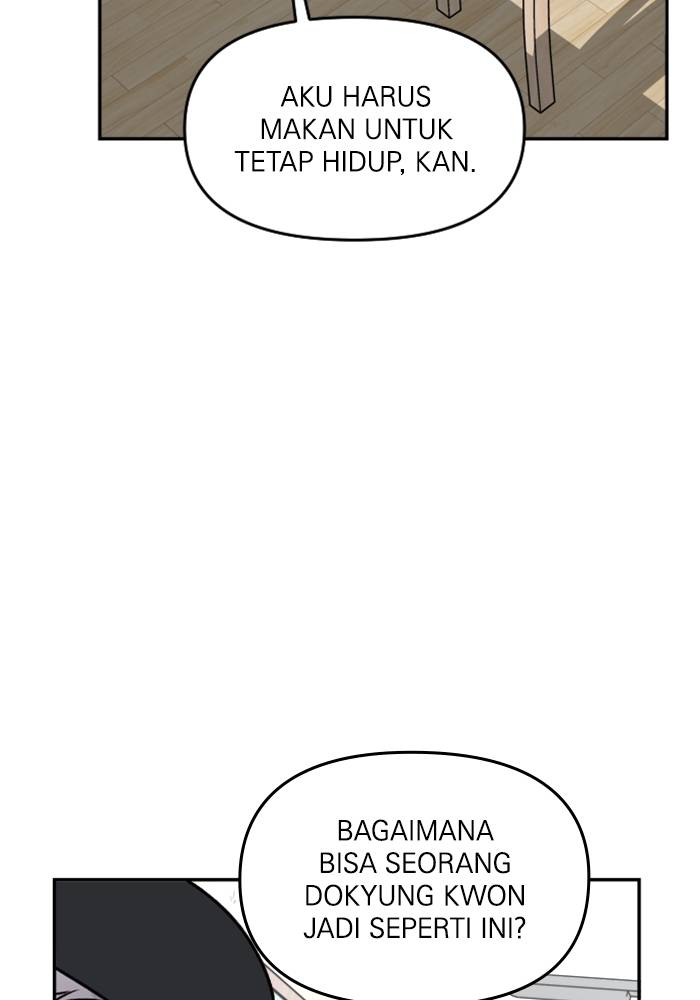 AKU HARUS
MAKAN UNTUK
TETAP HIDUP, KAN.
BAGAIMANA
BISA SEORANG
DOKYUNG KWON
JADI SEPERTI INI?